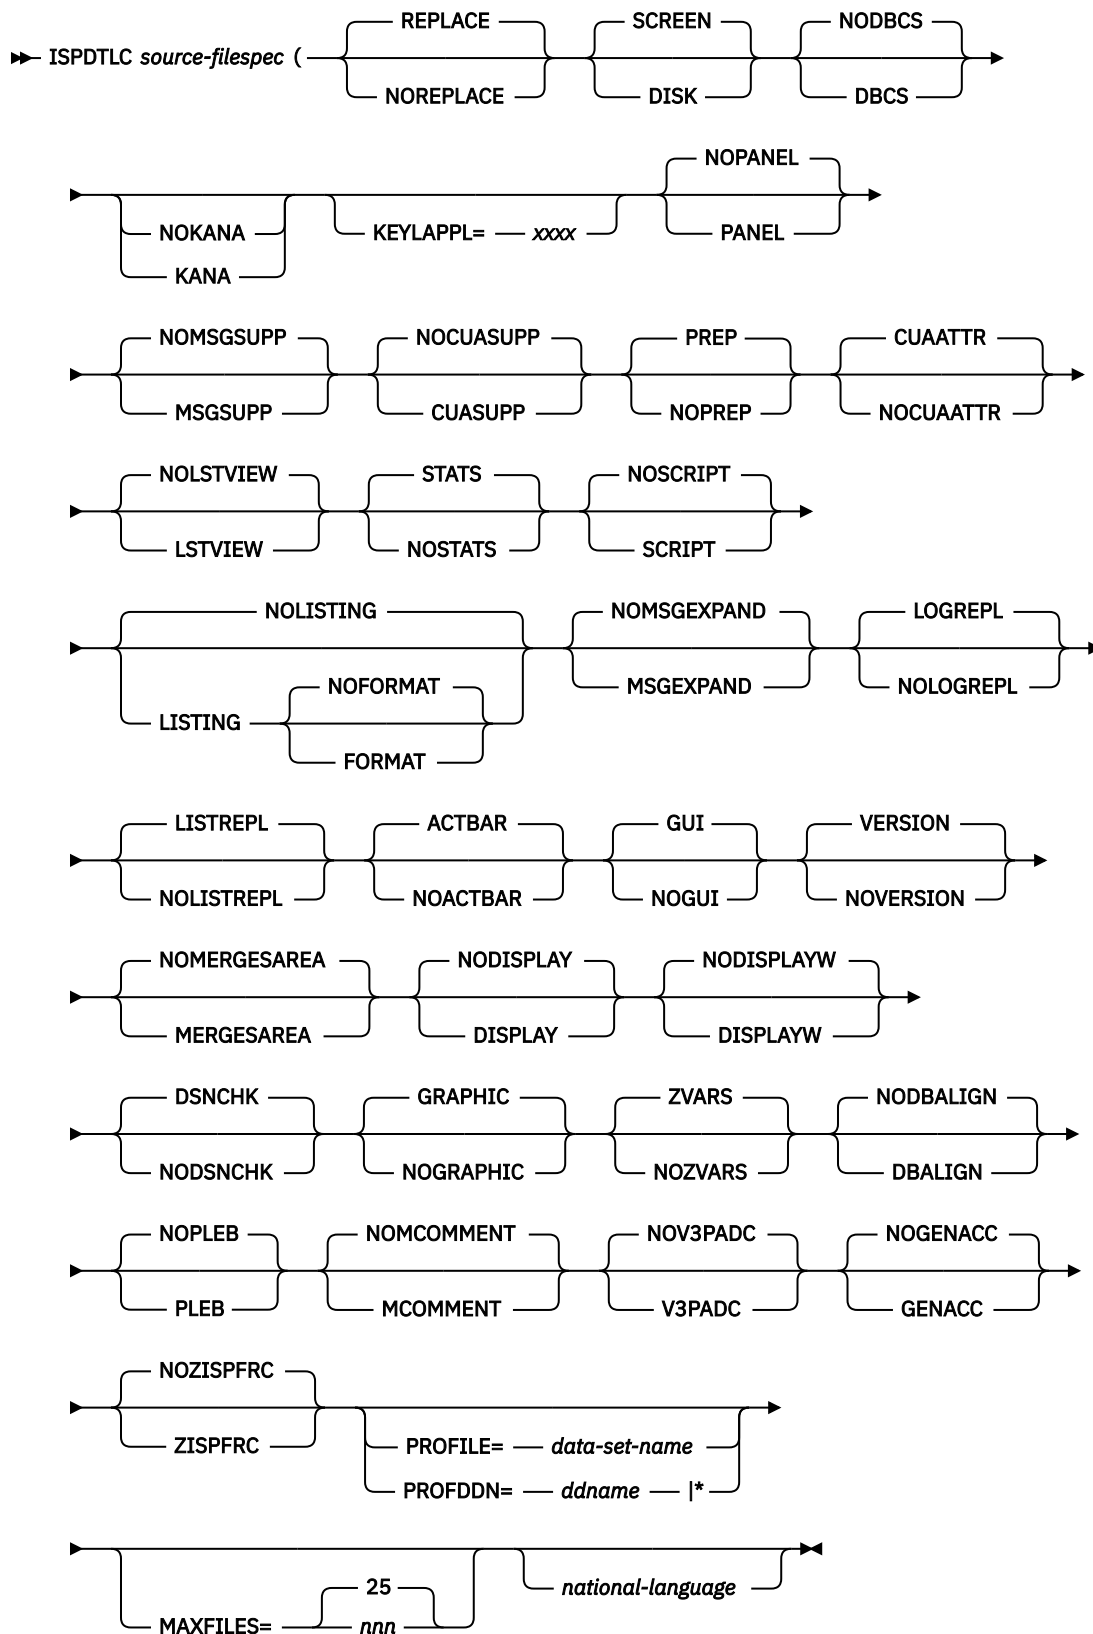 REPLACE SCREEN NODBCS
ISPDTLC source-filespec (
NOREPLACE DISK DBCS
NOPANEL
NOKANA KEYLAPPL= xxxx PANEL
KANA
NOMSGSUPP NOCUASUPP PREP CUAATTR
MSGSUPP CUASUPP NOPREP NOCUAATTR
NOLSTVIEW STATS NOSCRIPT
LSTVIEW NOSTATS SCRIPT
NOLISTING NOMSGEXPAND LOGREPL
NOFORMAT MSGEXPAND NOLOGREPL
LISTING
FORMAT
LISTREPL ACTBAR GUI VERSION
NOLISTREPL NOACTBAR NOGUI NOVERSION
NOMERGESAREA NODISPLAY NODISPLAYW
MERGESAREA DISPLAY DISPLAYW
DSNCHK GRAPHIC ZVARS NODBALIGN
NODSNCHK NOGRAPHIC NOZVARS DBALIGN
NOPLEB NOMCOMMENT NOV3PADC NOGENACC
PLEB MCOMMENT V3PADC GENACC
NOZISPFRC
ZISPFRC PROFILE= data-set-name
PROFDDN= ddname |*
25 national-language
MAXFILES= nnn